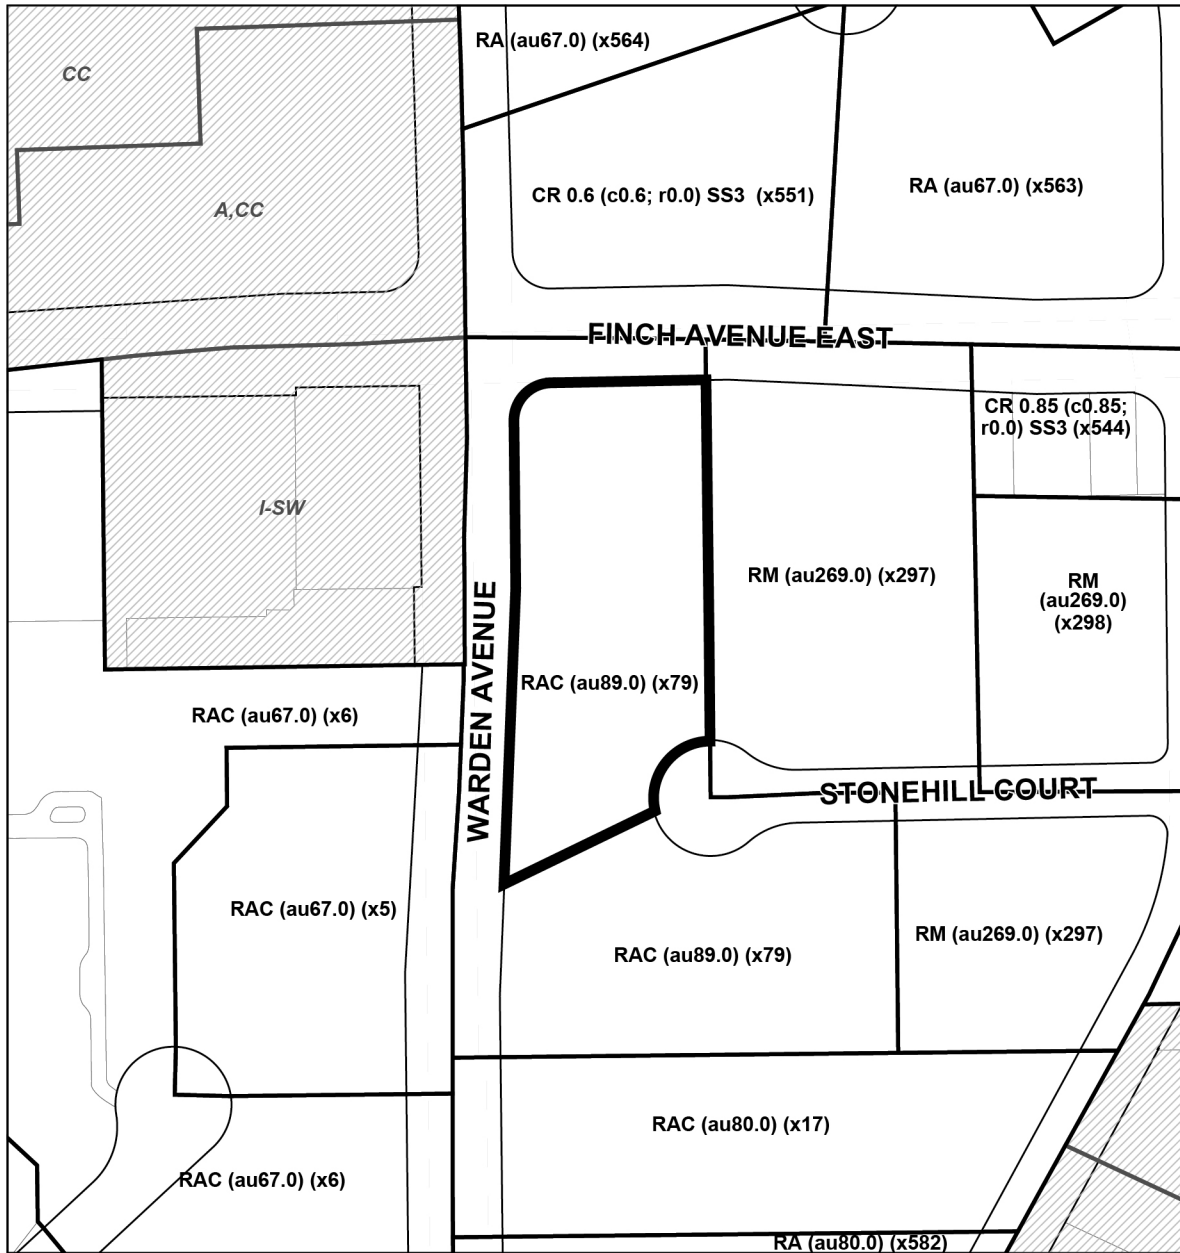 RA (au67.0) (x564)
CC
CR 0.6 (c0.6; r0.0) SS3  (x551)
RA (au67.0) (x563)
A,CC
FINCH AVENUE EAST
CR 0.85 (c0.85;
r0.0) SS3 (x544)
I-SW
RM (au269.0) (x297)
RM
(au269.0)
(x298)
WARDEN AVENUE
RAC (au89.0) (x79)
RAC (au67.0) (x6)
STONEHILL COURT
RAC (au67.0) (x5)
RAC (au89.0) (x79)
RM (au269.0) (x297)
RAC (au80.0) (x17)
RAC (au67.0) (x6)
RA (au80.0) (x582)